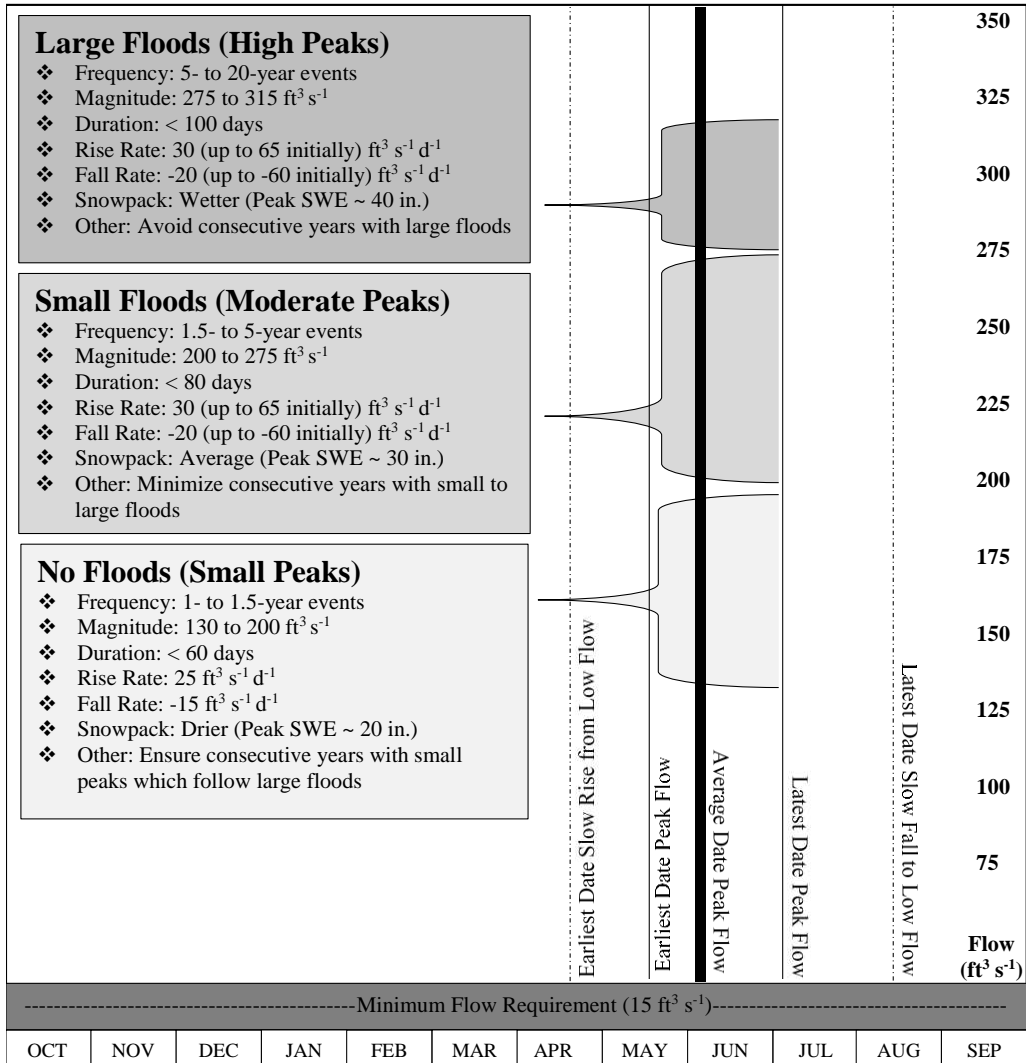 Large Floods (High Peaks)
❖ Frequency: 5- to 20-year events
❖ Magnitude: 275 to 315 ft³ s⁻¹
❖ Duration: < 100 days
❖ Rise Rate: 30 (up to 65 initially) ft³ s⁻¹ d⁻¹
❖ Fall Rate: -20 (up to -60 initially) ft³ s⁻¹ d⁻¹
❖ Snowpack: Wetter (Peak SWE ~ 40 in.)
❖ Other: Avoid consecutive years with large floods
Small Floods (Moderate Peaks)
❖ Frequency: 1.5- to 5-year events
❖ Magnitude: 200 to 275 ft³ s⁻¹
❖ Duration: < 80 days
❖ Rise Rate: 30 (up to 65 initially) ft³ s⁻¹ d⁻¹
❖ Fall Rate: -20 (up to -60 initially) ft³ s⁻¹ d⁻¹
❖ Snowpack: Average (Peak SWE ~ 30 in.)
❖ Other: Minimize consecutive years with small to
large floods
No Floods (Small Peaks)
❖ Frequency: 1- to 1.5-year events
❖ Magnitude: 130 to 200 ft³ s⁻¹
❖ Duration: < 60 days
❖ Rise Rate: 25 ft³ s⁻¹ d⁻¹
❖ Fall Rate: -15 ft³ s⁻¹ d⁻¹
❖ Snowpack: Drier (Peak SWE ~ 20 in.)
❖ Other: Ensure consecutive years with small
peaks which follow large floods
Earliest Date Slow Rise from Low Flow
Earliest Date Peak Flow
Average Date Peak Flow
Latest Date Peak Flow
Latest Date Slow Fall to Low Flow
350
325
300
275
250
225
200
175
150
125
100
75
Flow
(ft³ s⁻¹)
Minimum Flow Requirement (15 ft³ s⁻¹)
OCT NOV DEC JAN FEB MAR APR MAY JUN JUL AUG SEP